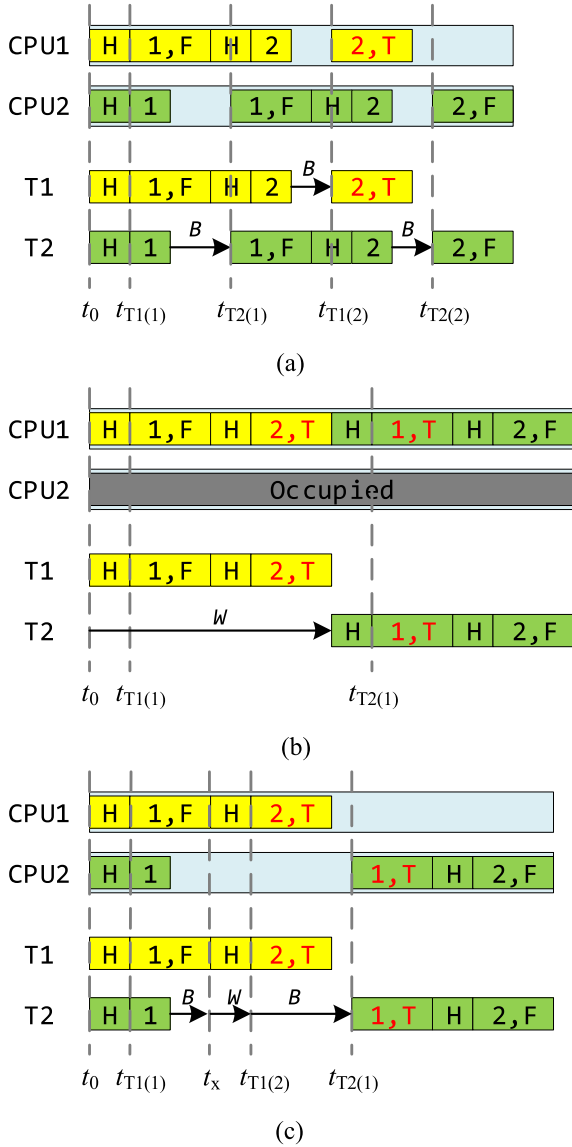 CPU1 H 1,F H 2 2,T
CPU2 H 1 1,F H 2 2,F
T1 H 1,F H 2 B 2,T
T2 H 1 B 1,F H 2 B 2,F
t0 tT1(1) tT2(1) tT1(2) tT2(2)
(a)
CPU1 H 1,F H 2,T H 1,T H 2,F
CPU2 Occupied
T1 H 1,F H 2,T
T2 W H 1,T H 2,F
t0 tT1(1) tT2(1)
(b)
CPU1 H 1,F H 2,T
CPU2 H 1 1,T H 2,F
T1 H 1,F H 2,T
T2 H 1 B W B 1,T H 2,F
t0 tT1(1) tx tT1(2) tT2(1)
(c)